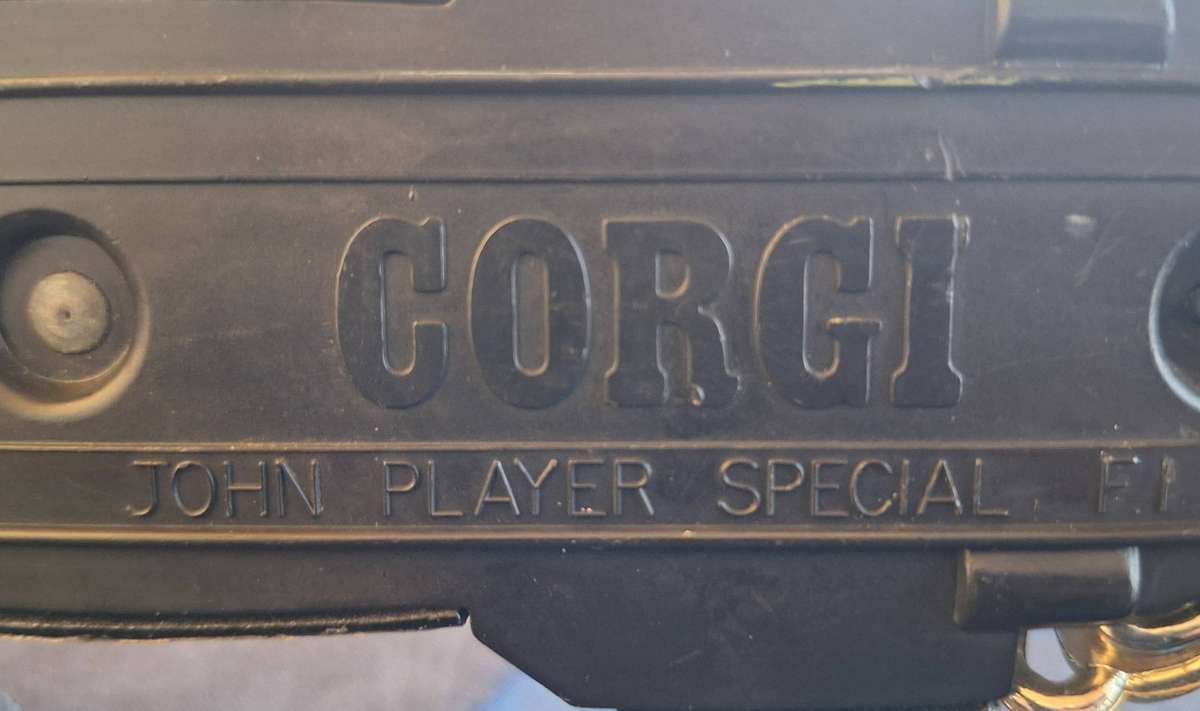 CORGI
JOHN PLAYER SPECIAL F1